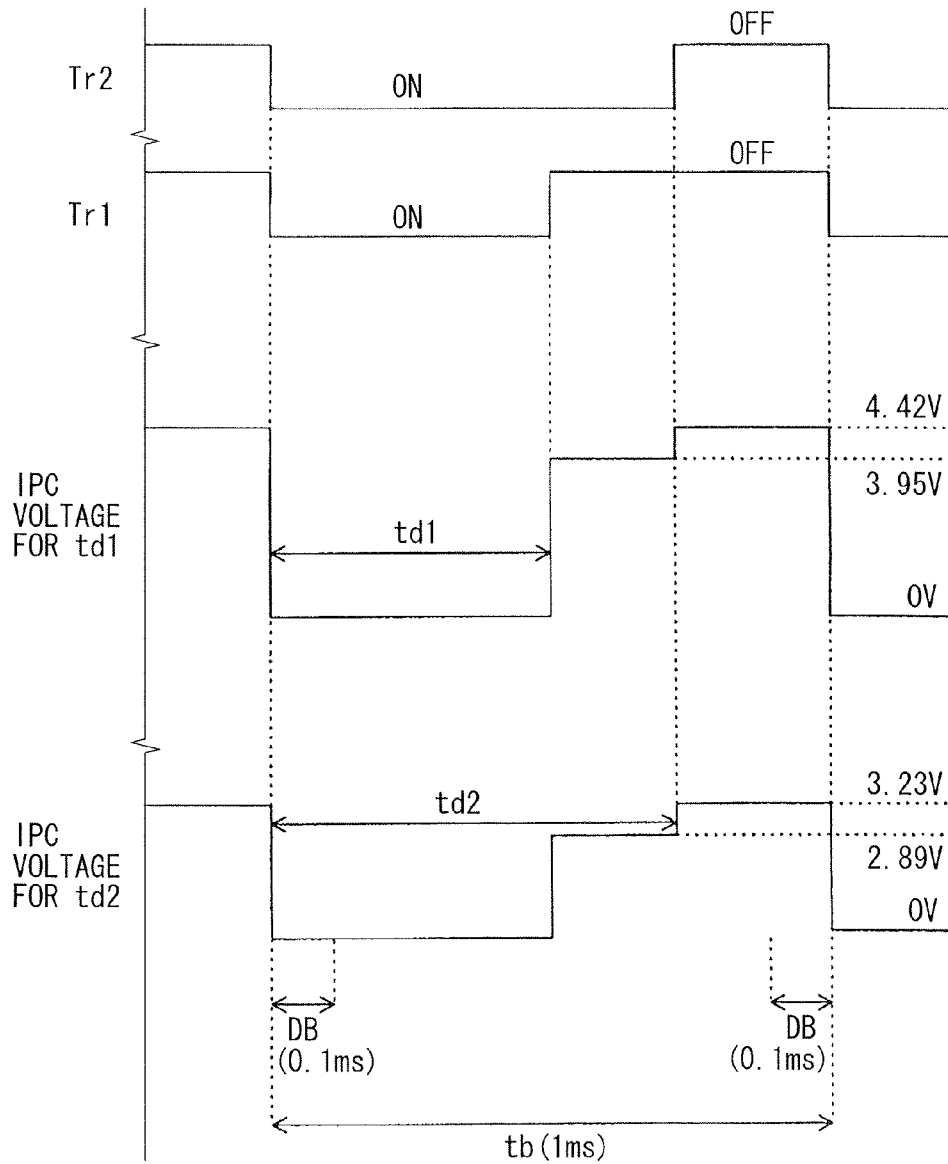 OFF
Tr2
ON
OFF
Tr1
ON
4.42V
3.95V
IPC
VOLTAGE
FOR td1
td1
0V
3.23V
td2
IPC
VOLTAGE
FOR td2
2.89V
0V
DB
(0.1ms)
DB
(0.1ms)
tb(1ms)